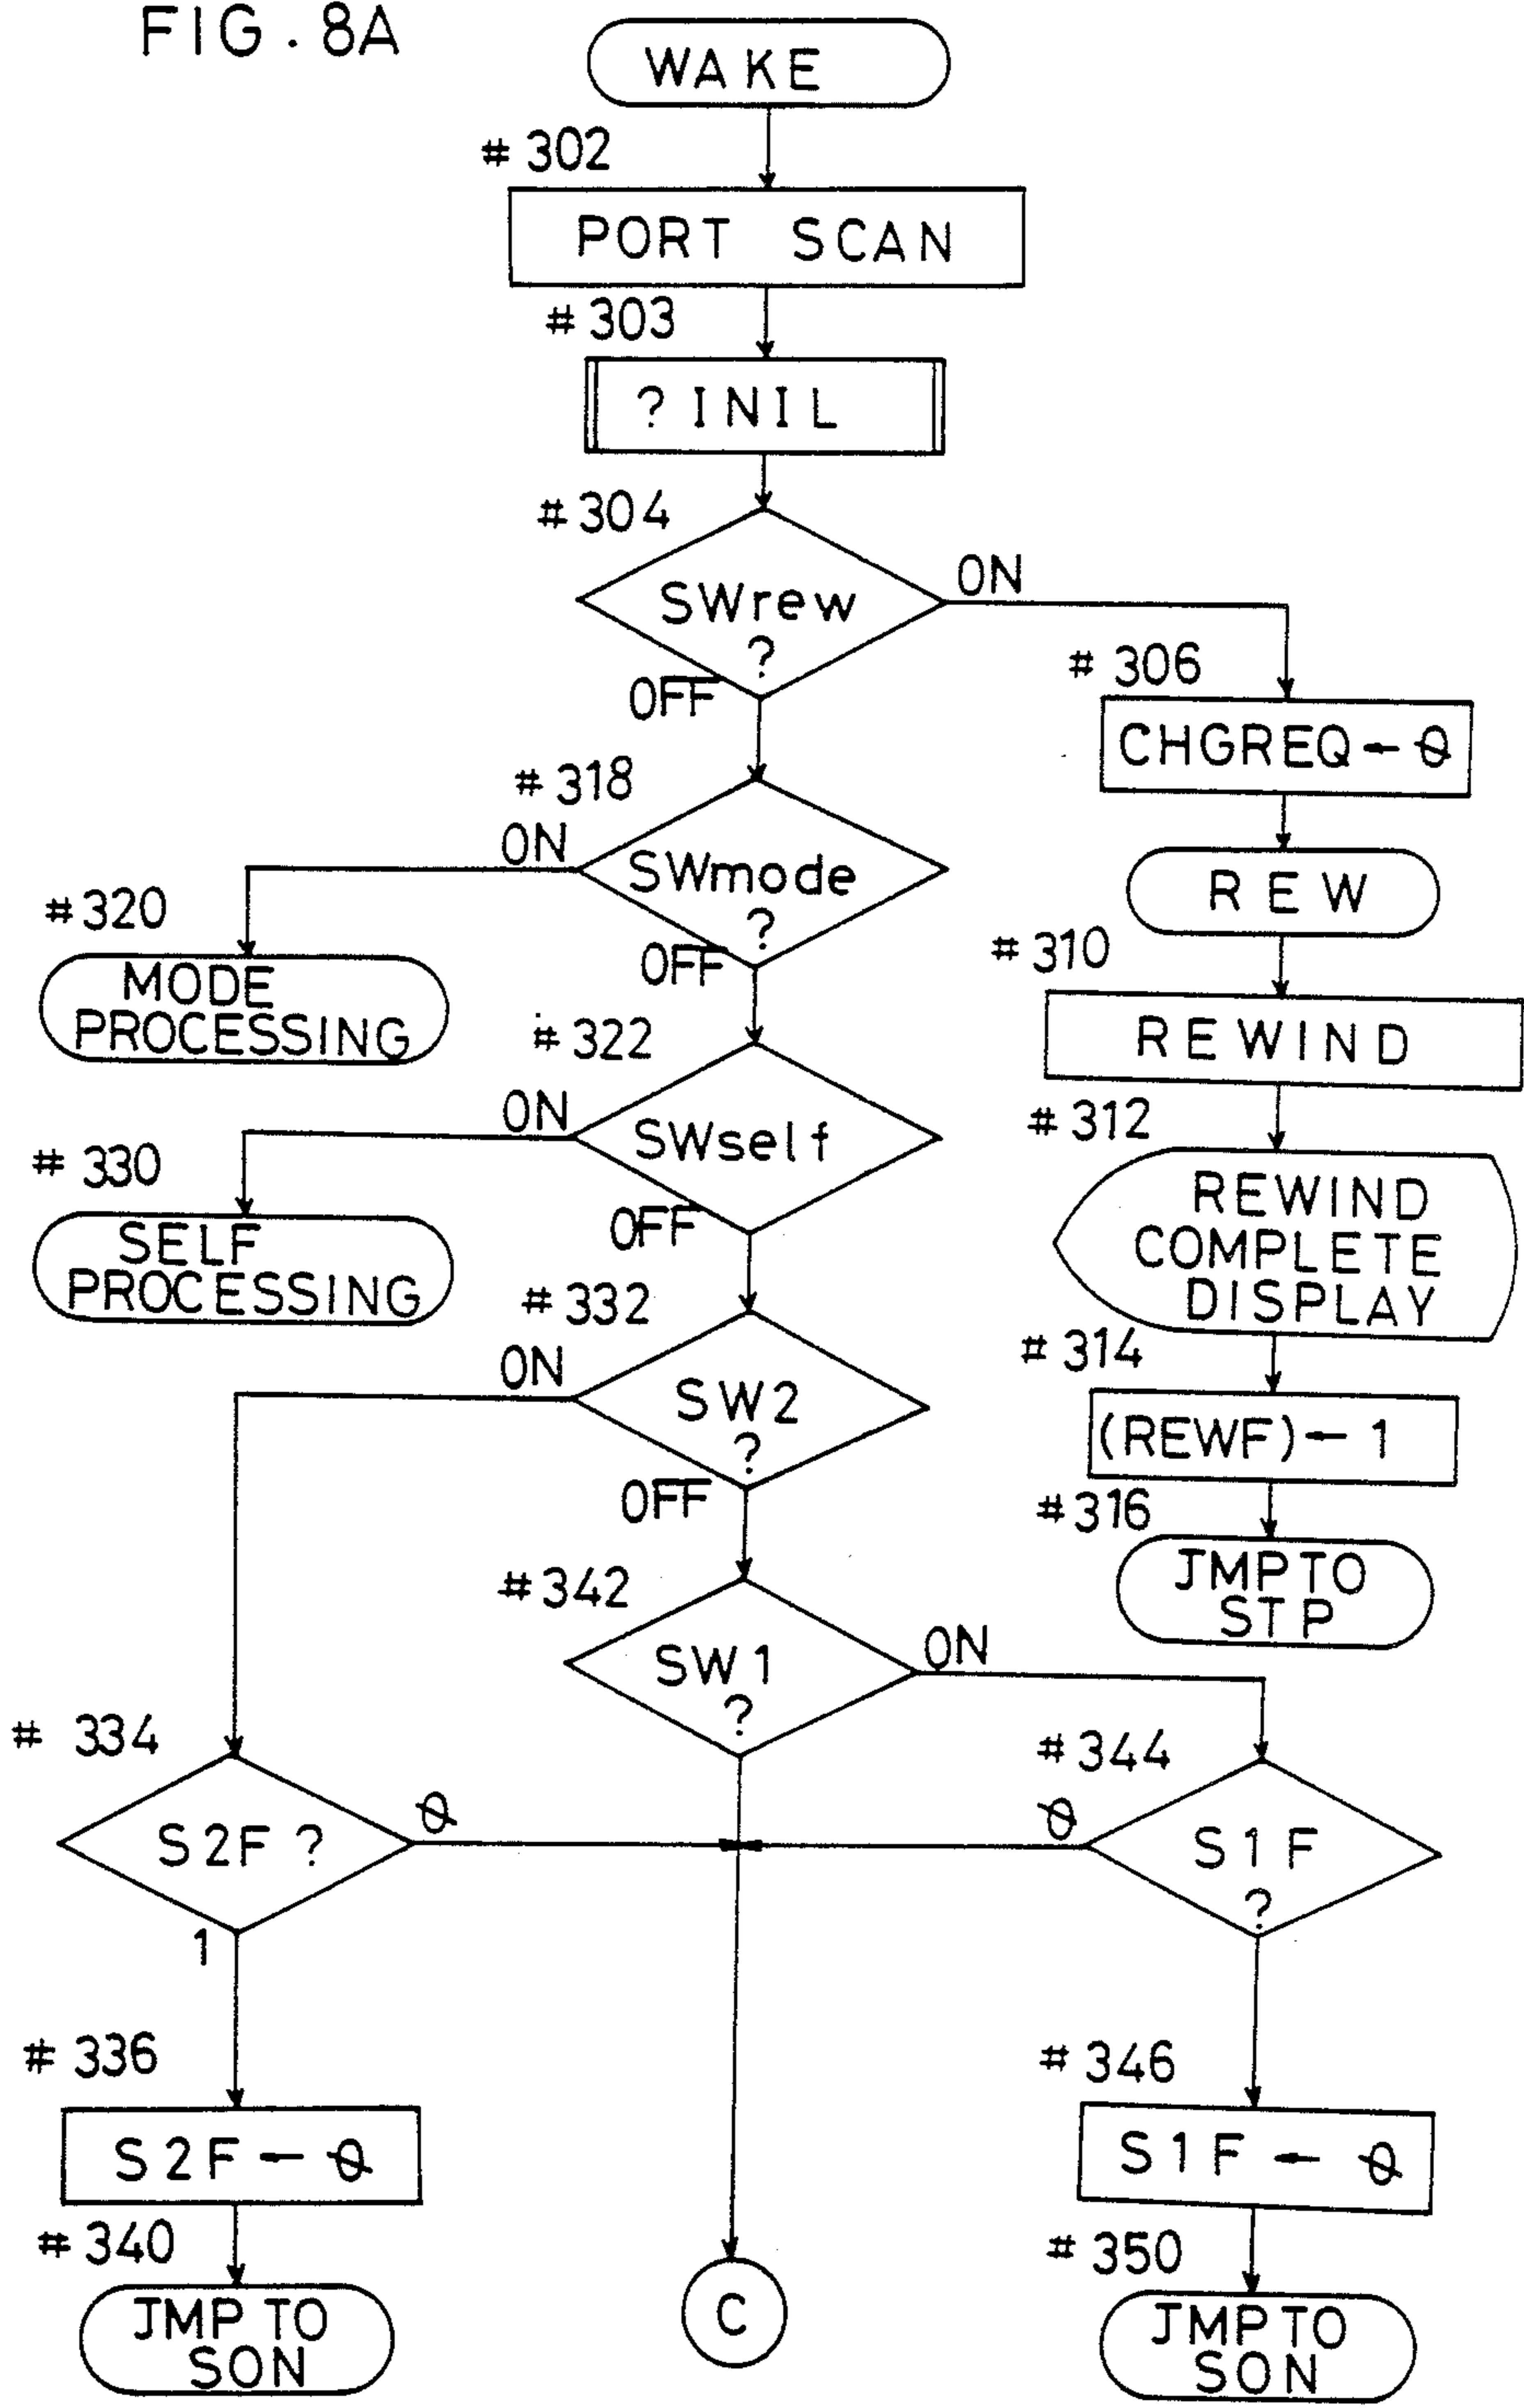 FIG. 8A
WAKE
# 302
PORT SCAN
# 303
? INIL
# 304
SWrew
?
ON
OFF
# 306
CHGREQ ← 0
REW
# 310
REWIND
# 312
REWIND
COMPLETE
DISPLAY
# 314
(REWF) ← 1
# 316
JMP TO
STP
# 318
SWmode
?
ON
OFF
# 320
MODE
PROCESSING
# 322
SWself
ON
OFF
# 330
SELF
PROCESSING
# 332
SW2
?
ON
OFF
# 342
SW1
?
ON
# 334
S2F ?
0
1
# 344
S1F
?
0
# 336
S2F ← 0
# 340
JMP TO
SON
# 346
S1F ← 0
# 350
JMP TO
SON
C